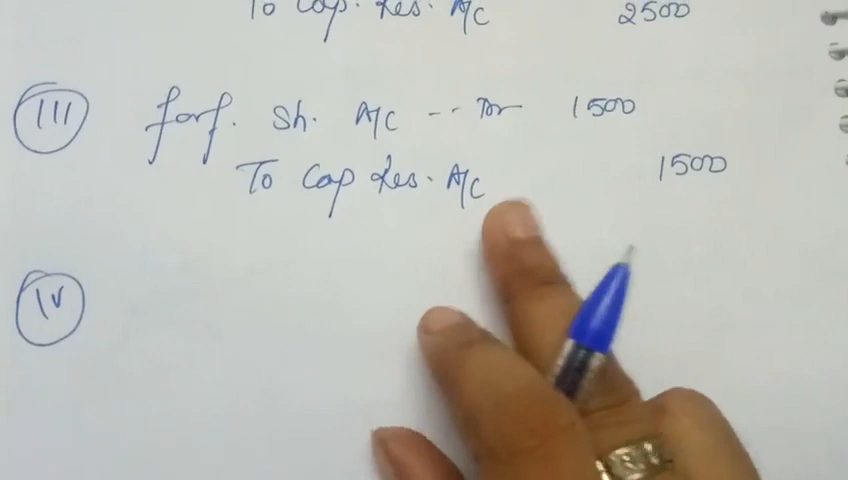 To Cap. Res. A/c 2500
III forf. Sh. A/c -- Dr 1500
To Cap Res. A/c 1500
IV